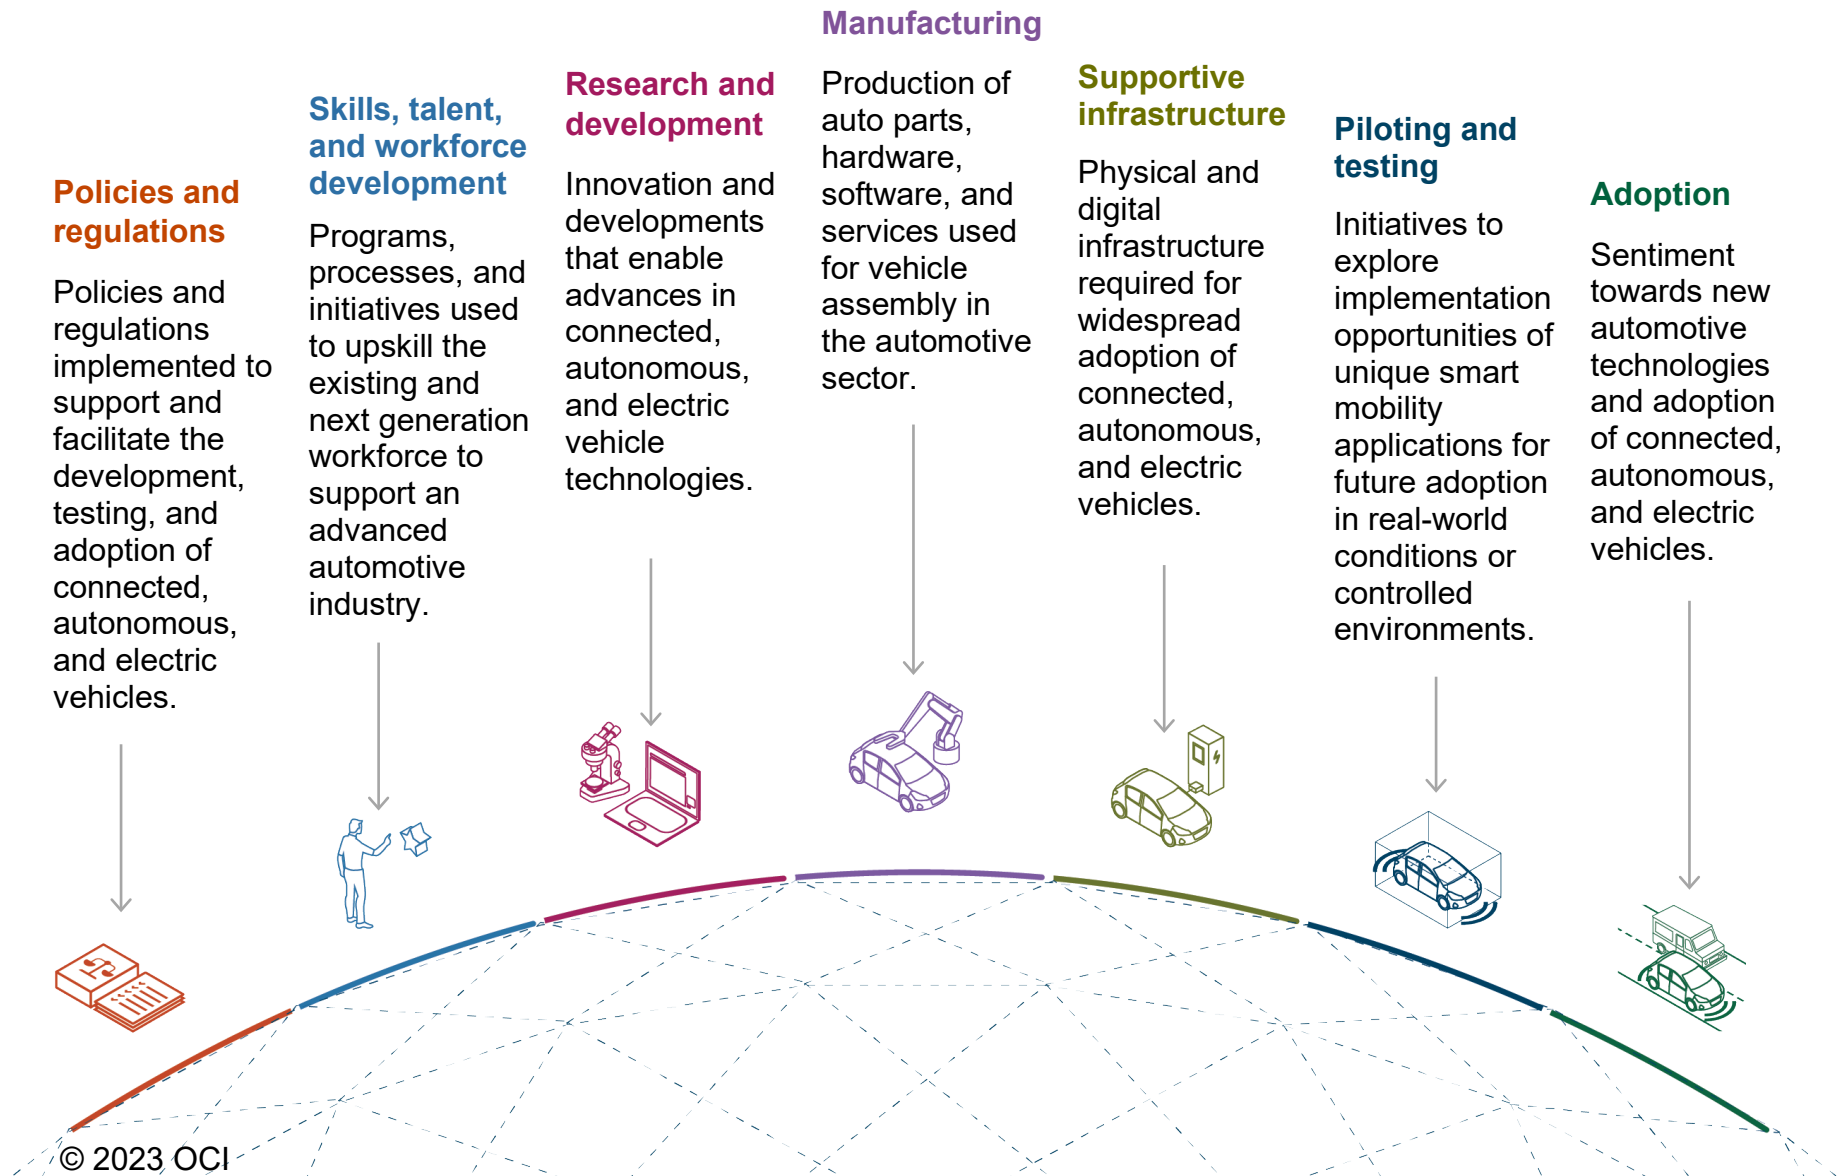 Policies and
regulations
Policies and
regulations
implemented to
support and
facilitate the
development,
testing, and
adoption of
connected,
autonomous,
and electric
vehicles.
Skills, talent,
and workforce
development
Programs,
processes, and
initiatives used
to upskill the
existing and
next generation
workforce to
support an
advanced
automotive
industry.
Research and
development
Innovation and
developments
that enable
advances in
connected,
autonomous,
and electric
vehicle
technologies.
Manufacturing
Production of
auto parts,
hardware,
software, and
services used
for vehicle
assembly in
the automotive
sector.
Supportive
infrastructure
Physical and
digital
infrastructure
required for
widespread
adoption of
connected,
autonomous,
and electric
vehicles.
Piloting and
testing
Initiatives to
explore
implementation
opportunities of
unique smart
mobility
applications for
future adoption
in real-world
conditions or
controlled
environments.
Adoption
Sentiment
towards new
automotive
technologies
and adoption
of connected,
autonomous,
and electric
vehicles.
© 2023 OCI